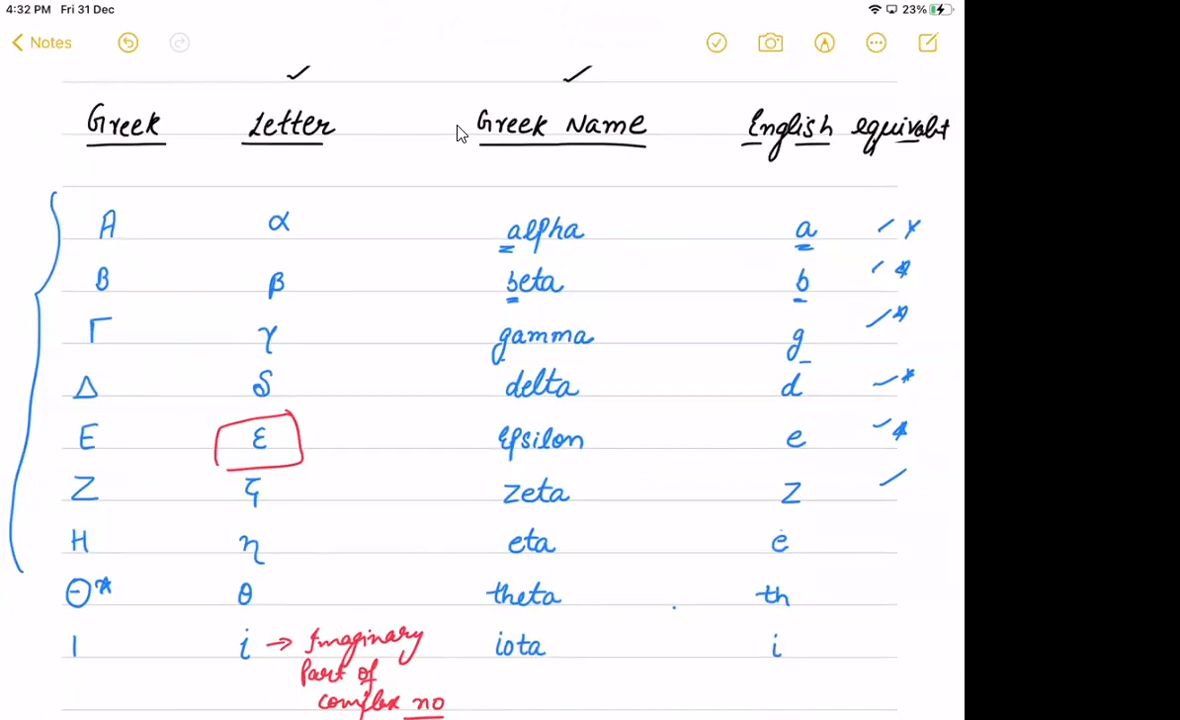 4:32 PM Fri 31 Dec 23%
Notes
Greek Letter Greek Name English equivalt
Α α alpha a
Β β beta b
Γ γ gamma g
Δ δ delta d
Ε ε Epsilon e
Ζ ζ zeta z
Η η eta ė
Θ* θ theta th
Ι i → Imaginary iota i
Part of
complex no